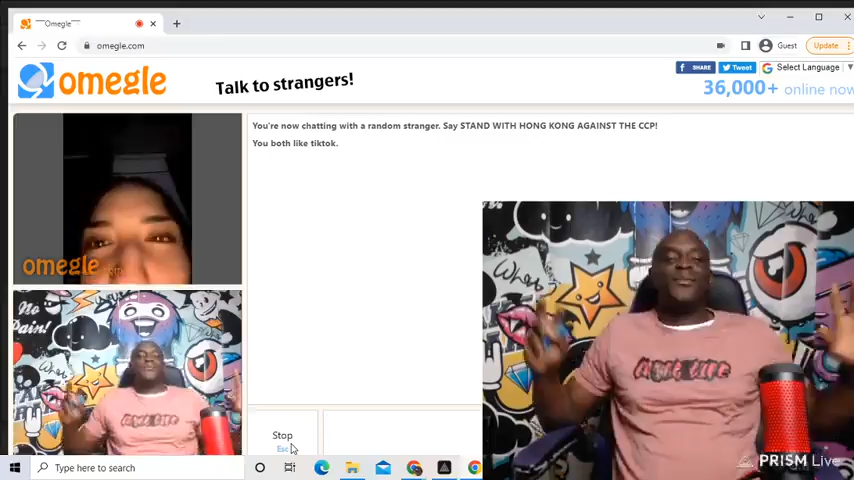 Omegle
omegle.com
Guest
Update
omegle
Talk to strangers!
SHARE
Tweet
Select Language
36,000+ online now
You're now chatting with a random stranger. Say STAND WITH HONG KONG AGAINST THE CCP!
You both like tiktok.
omegle
No
Pain!
Stop
Esc
PRISM Live
Type here to search